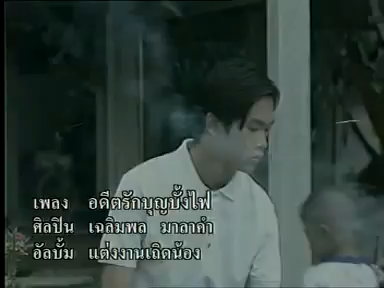 เพลง อดีตรักบุญบั้งไฟ
ศิลปิน เฉลิมพล มาลาคำ
อัลบั้ม แต่งงานเถิดน้อง